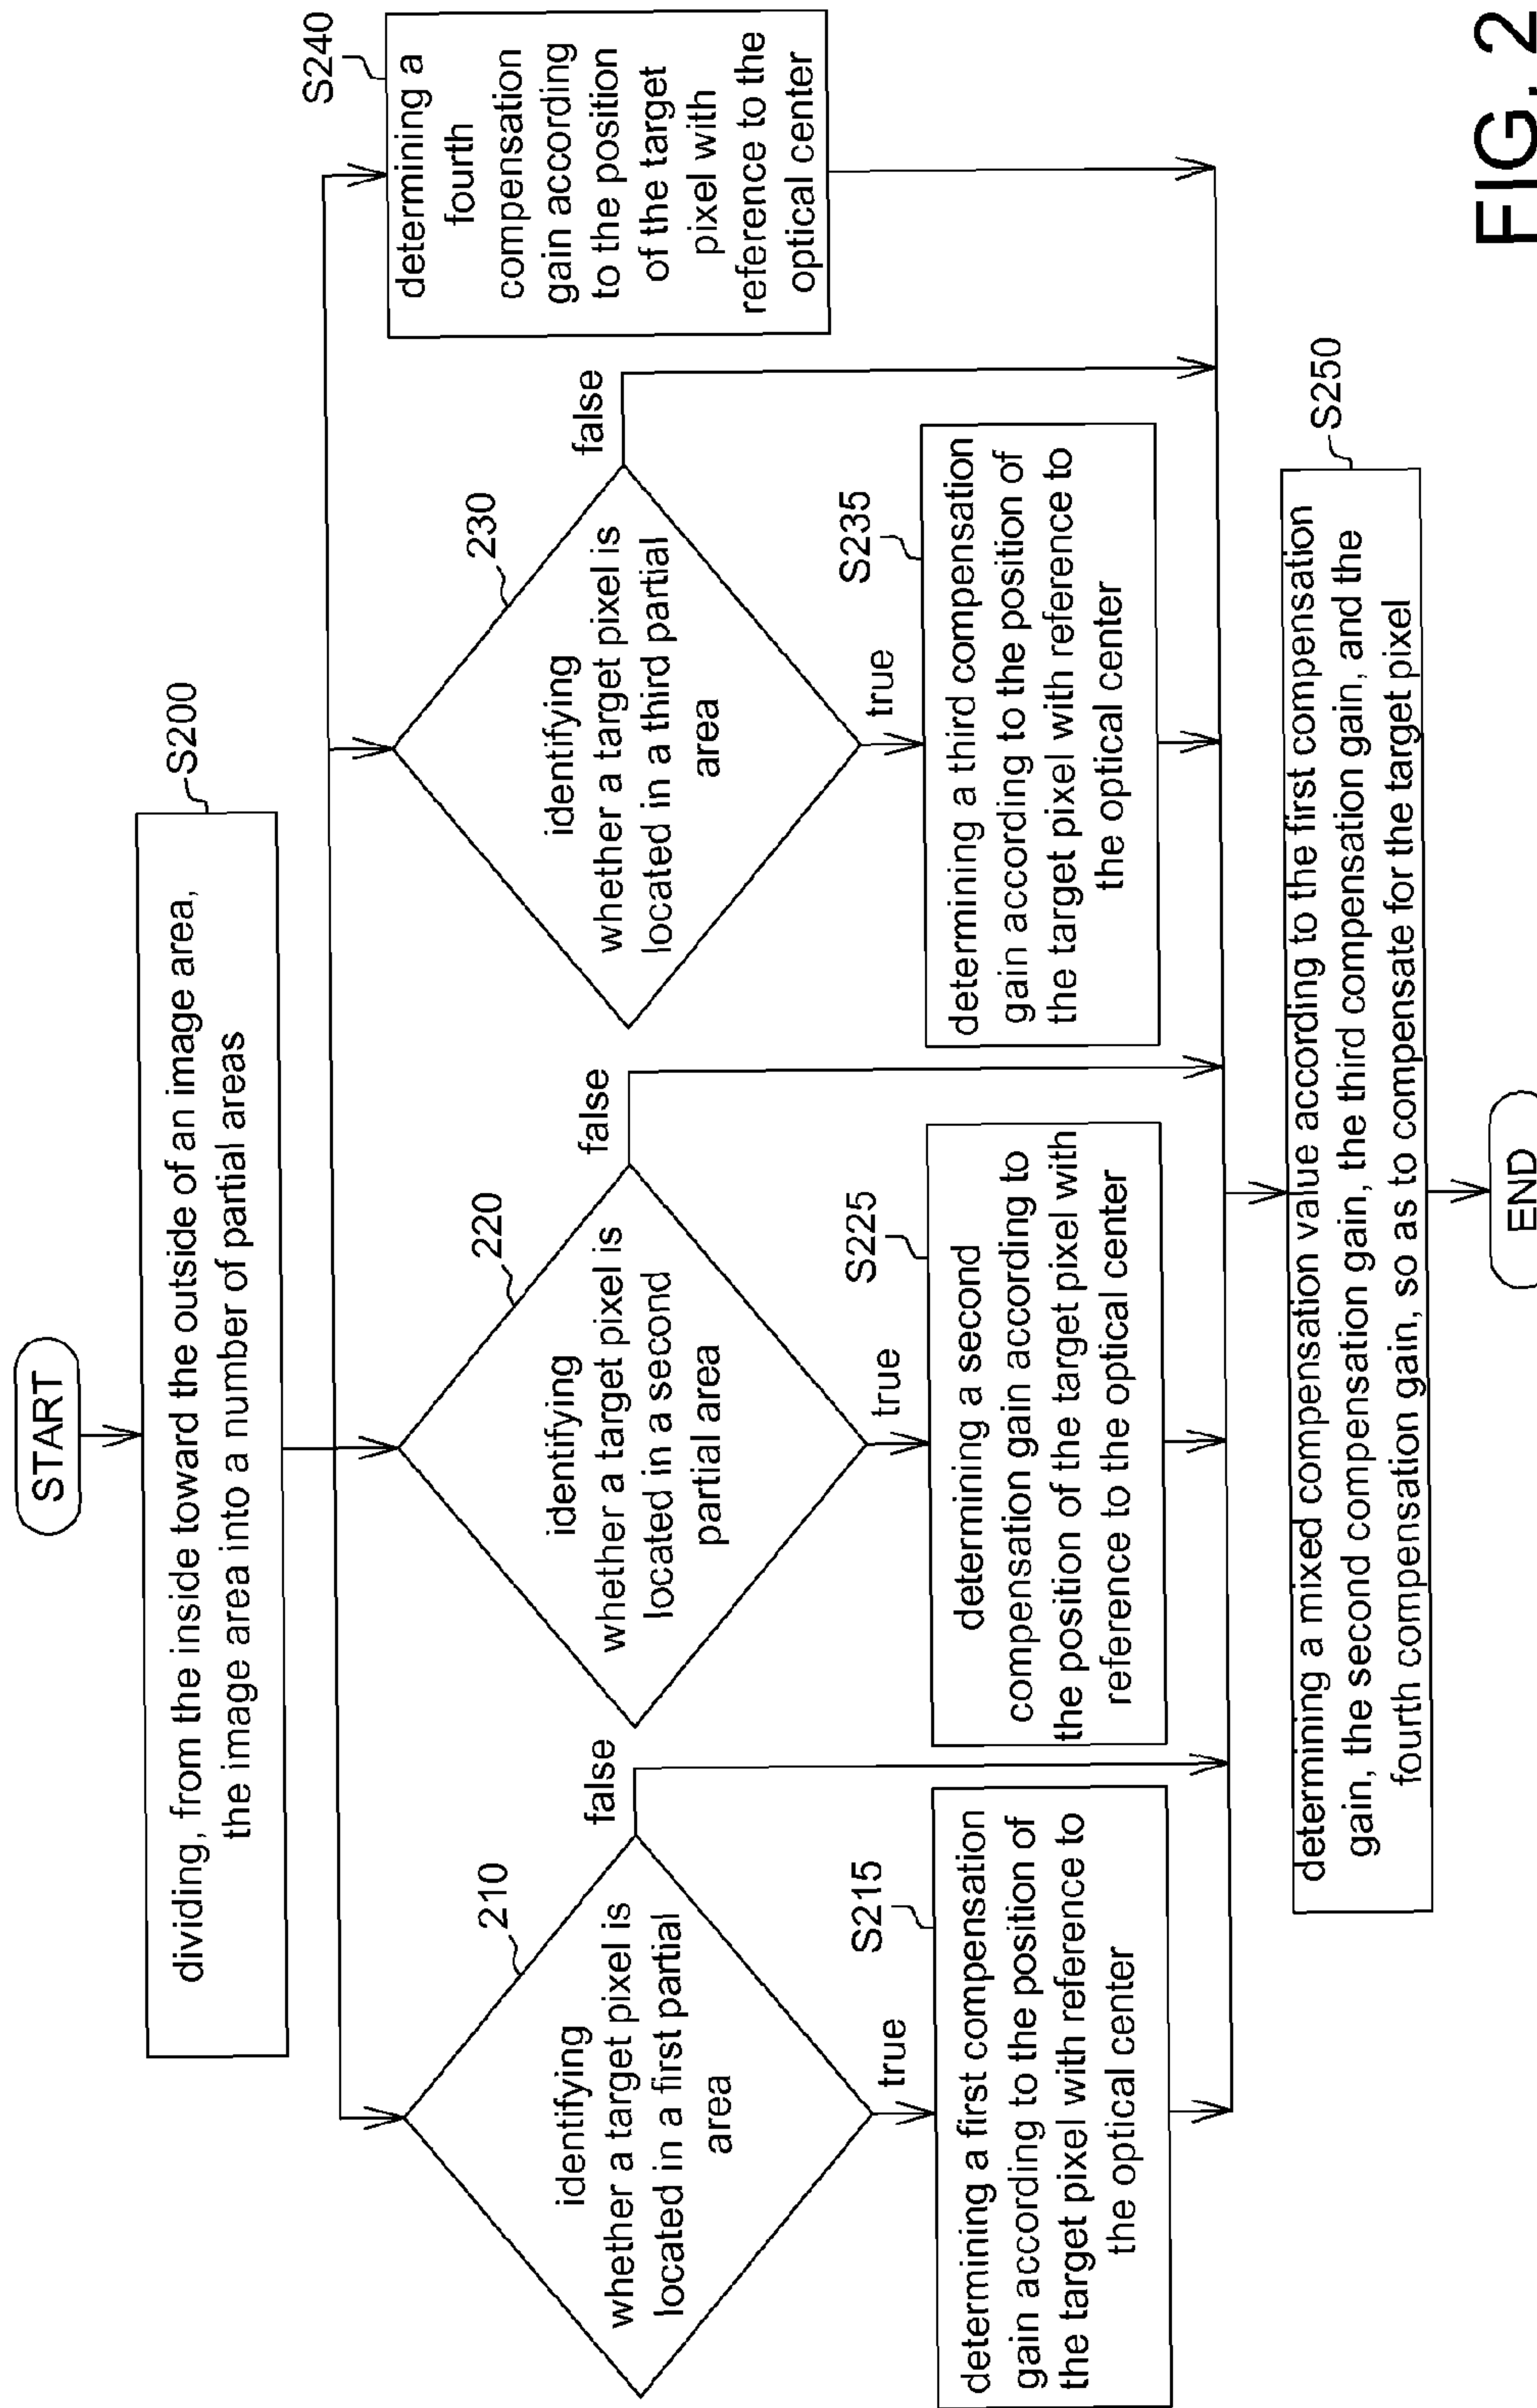 START
S200
dividing, from the inside toward the outside of an image area,
the image area into a number of partial areas
210
identifying
whether a target pixel is
located in a first partial
area
false
true
220
identifying
whether a target pixel is
located in a second
partial area
false
true
230
identifying
whether a target pixel is
located in a third partial
area
false
true
S240
determining a
fourth
compensation
gain according
to the position
of the target
pixel with
reference to the
optical center
S215
determining a first compensation
gain according to the position of
the target pixel with reference to
the optical center
S225
determining a second
compensation gain according to
the position of the target pixel with
reference to the optical center
S235
determining a third compensation
gain according to the position of
the target pixel with reference to
the optical center
S250
determining a mixed compensation value according to the first compensation
gain, the second compensation gain, the third compensation gain, and the
fourth compensation gain, so as to compensate for the target pixel
END
FIG. 2